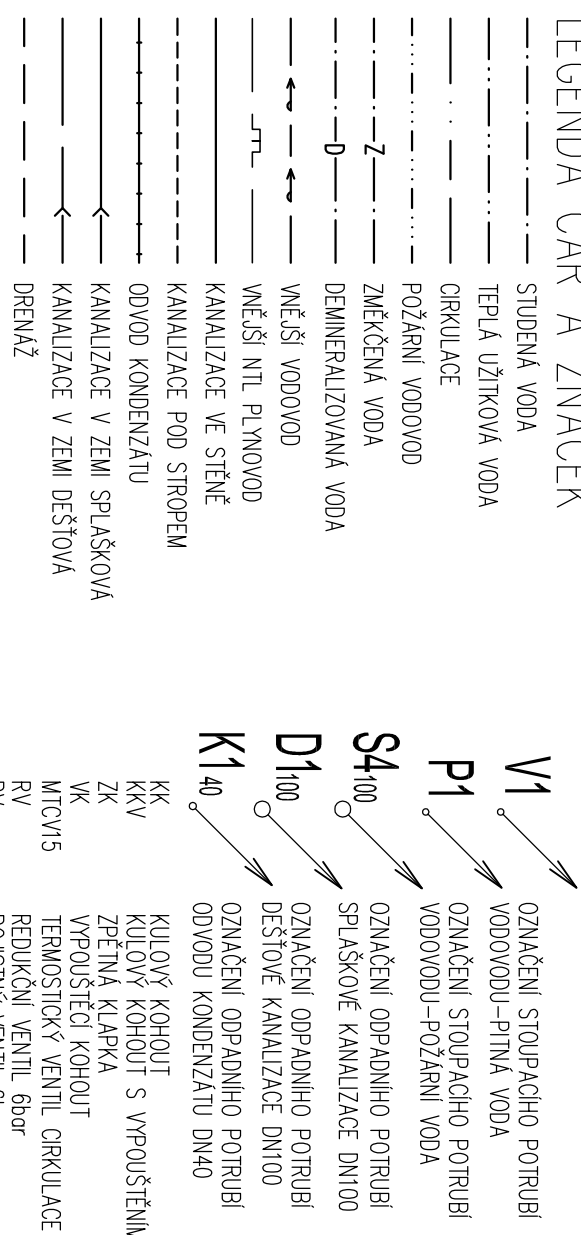 LEGENDA ČAR A ZNAČEK
STUDENÁ VODA
TEPLÁ UŽITKOVÁ VODA
CIRKULACE
POŽÁRNÍ VODOVOD
Z
ZMĚKČENÁ VODA
D
DEMINERALIZOVANÁ VODA
VNĚJŠÍ VODOVOD
VNĚJŠÍ NTL PLYNOVOD
KANALIZACE VE STĚNĚ
KANALIZACE POD STROPEM
ODVOD KONDENZÁTU
KANALIZACE V ZEMI SPLAŠKOVÁ
KANALIZACE V ZEMI DEŠŤOVÁ
DRENÁŽ
V1
OZNAČENÍ STOUPACÍHO POTRUBÍ
VODOVODU-PITNÁ VODA
P1
OZNAČENÍ STOUPACÍHO POTRUBÍ
VODOVODU-POŽÁRNÍ VODA
S4100
OZNAČENÍ ODPADNÍHO POTRUBÍ
SPLAŠKOVÉ KANALIZACE DN100
D1100
OZNAČENÍ ODPADNÍHO POTRUBÍ
DEŠŤOVÉ KANALIZACE DN100
K140
OZNAČENÍ ODPADNÍHO POTRUBÍ
ODVODU KONDENZÁTU DN40
KK KULOVÝ KOHOUT
KKV KULOVÝ KOHOUT S VYPOUŠTĚNÍM
ZK ZPĚTNÁ KLAPKA
VK VYPOUŠTĚCÍ KOHOUT
MTCV15 TERMOSTICKÝ VENTIL CIRKULACE
RV REDUKČNÍ VENTIL 6bar